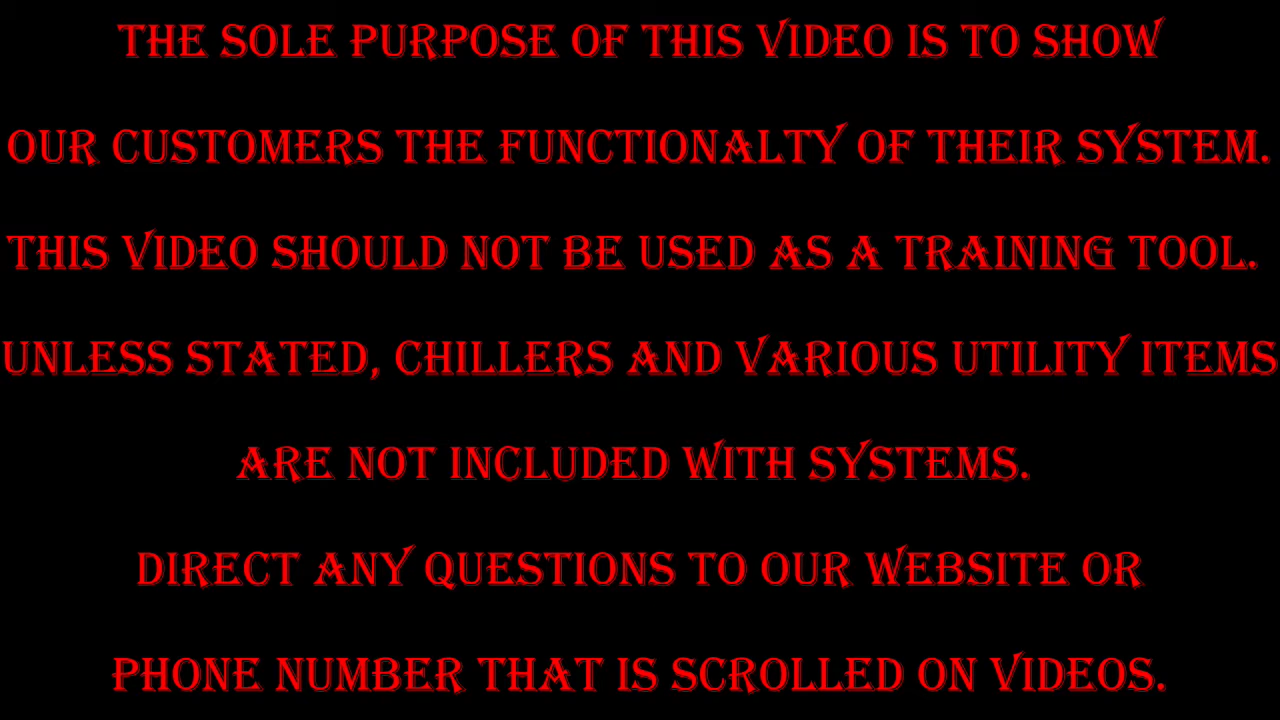 THE SOLE PURPOSE OF THIS VIDEO IS TO SHOW
OUR CUSTOMERS THE FUNCTIONALTY OF THEIR SYSTEM.
THIS VIDEO SHOULD NOT BE USED AS A TRAINING TOOL.
UNLESS STATED, CHILLERS AND VARIOUS UTILITY ITEMS
ARE NOT INCLUDED WITH SYSTEMS.
DIRECT ANY QUESTIONS TO OUR WEBSITE OR
PHONE NUMBER THAT IS SCROLLED ON VIDEOS.